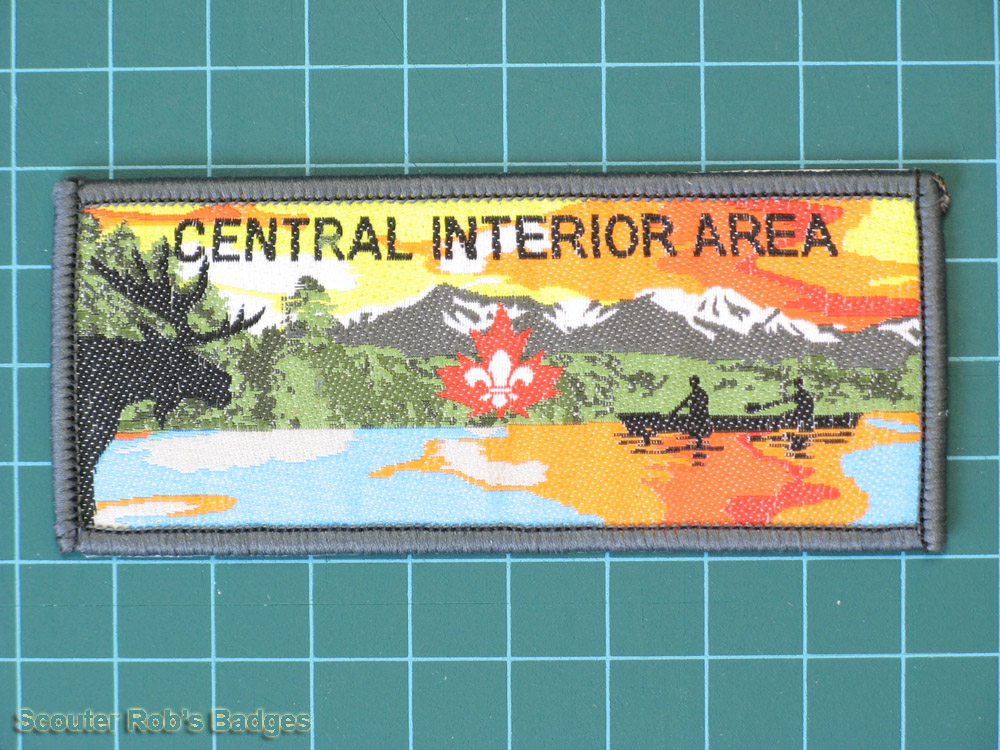 CENTRAL INTERIOR AREA
Scouter Rob's Badges